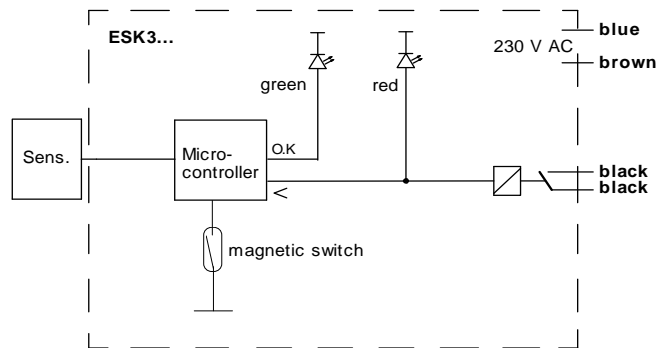 ESK3...
blue
230 V AC
brown
green
red
Sens.
Micro-
controller
O.K
<
black
black
magnetic switch